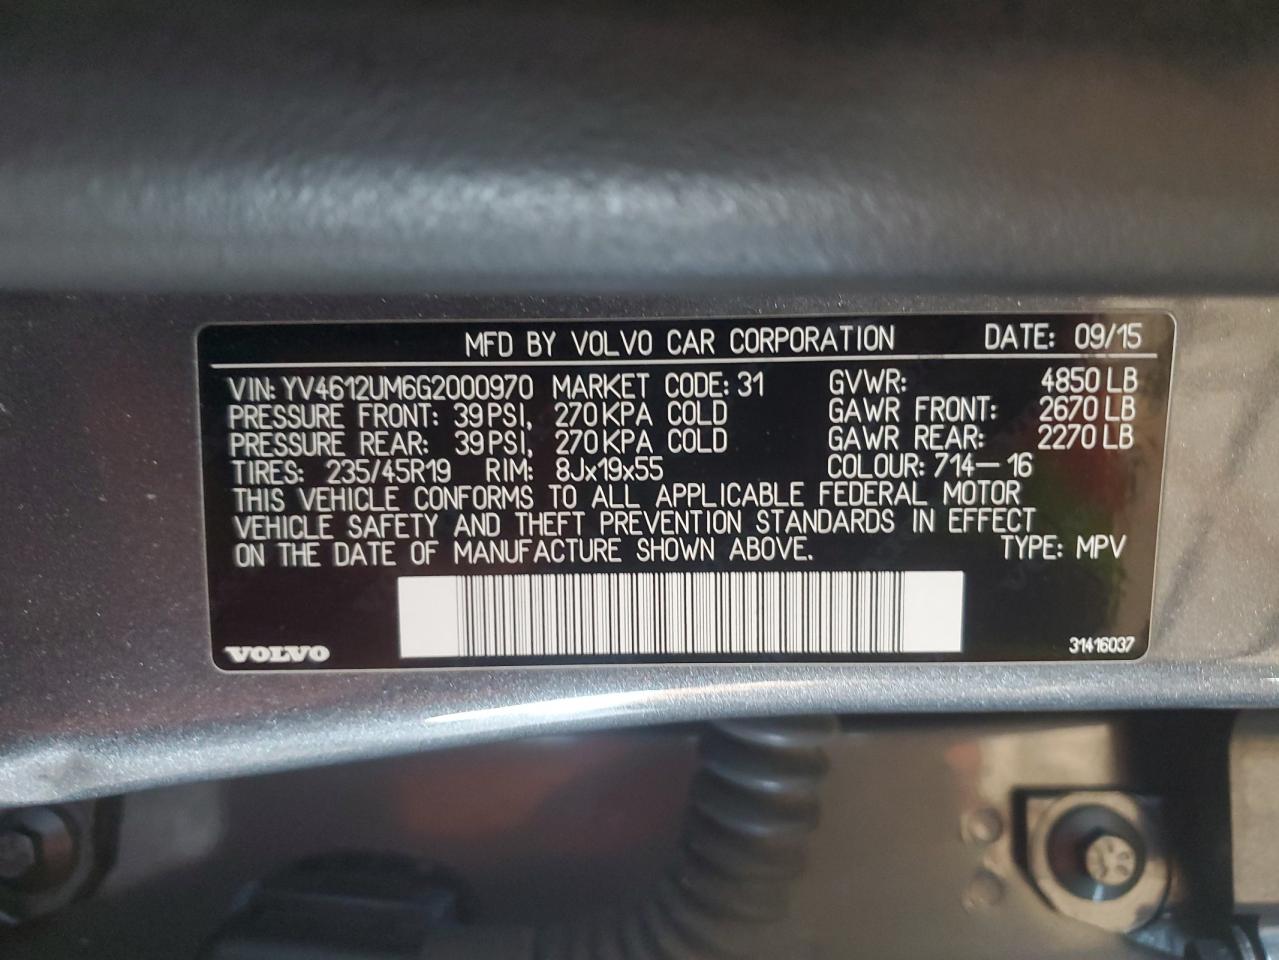 MFD BY VOLVO CAR CORPORATION DATE: 09/15
VIN: YV4612UM6G2000970 MARKET CODE: 31 GVWR: 4850 LB
PRESSURE FRONT: 39 PSI, 270 KPA COLD GAWR FRONT: 2670 LB
PRESSURE REAR: 39 PSI, 270 KPA COLD GAWR REAR: 2270 LB
TIRES: 235/45R19 RIM: 8Jx19x55 COLOUR: 714-16
THIS VEHICLE CONFORMS TO ALL APPLICABLE FEDERAL MOTOR
VEHICLE SAFETY AND THEFT PREVENTION STANDARDS IN EFFECT
ON THE DATE OF MANUFACTURE SHOWN ABOVE. TYPE: MPV
VOLVO 31416037